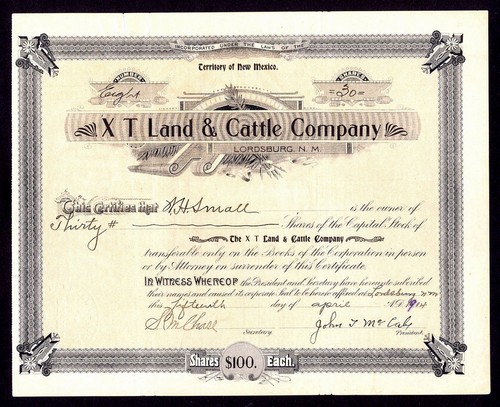 INCORPORATED UNDER THE LAWS OF THE
Territory of New Mexico.
NUMBER
SHARES
Eight
=30=
X T Land & Cattle Company
LORDSBURG, N. M.
This Certifies that W H Small is the owner of
Thirty # Shares of the Capital Stock of
The X T Land & Cattle Company
transferable only on the Books of the Corporation in person
or by Attorney on surrender of this Certificate.
IN WITNESS WHEREOF the President and Secretary have hereunto subscribed
their names and caused its corporate Seal to be hereto affixed at Lordsburg N M
this fifteenth day of april A.D. 1914
Secretary
John T McCabe
President.
Shares $100. Each.